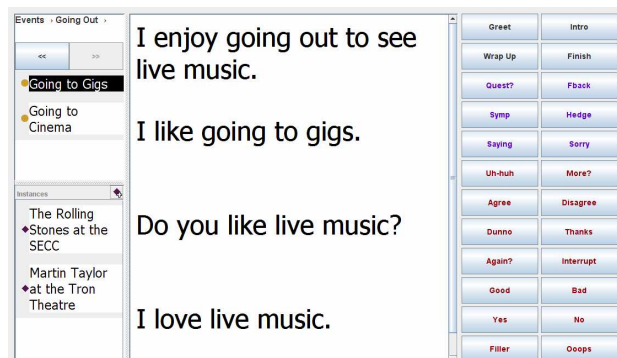 Events › Going Out ›
<< >>
Going to Gigs
Going to
Cinema
Instances
The Rolling
Stones at the
SECC
Martin Taylor
at the Tron
Theatre
I enjoy going out to see
live music.
I like going to gigs.
Do you like live music?
I love live music.
Greet Intro
Wrap Up Finish
Quest? Fback
Symp Hedge
Saying Sorry
Uh-huh More?
Agree Disagree
Dunno Thanks
Again? Interrupt
Good Bad
Yes No
Filler Ooops